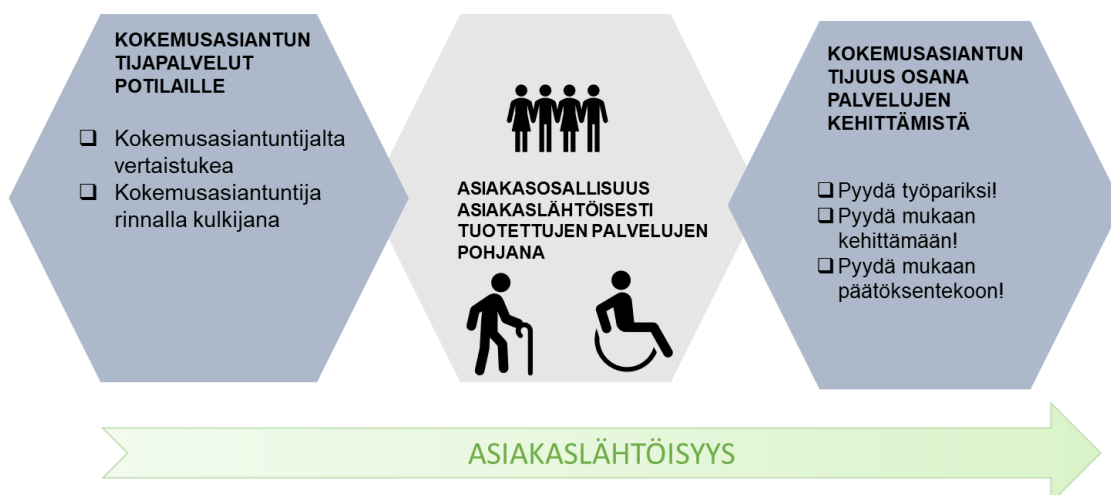 KOKEMUSASIANTUN
TIJAPALVELUT
POTILAILLE
❑ Kokemusasiantuntijalta
vertaistukea
❑ Kokemusasiantuntija
rinnalla kulkijana
ASIAKASOSALLISUUS
ASIAKASLÄHTÖISESTI
TUOTETTUJEN PALVELUJEN
POHJANA
KOKEMUSASIANTUN
TIJUUS OSANA
PALVELUJEN
KEHITTÄMISTÄ
❑ Pyydä työpariksi!
❑ Pyydä mukaan
kehittämään!
❑ Pyydä mukaan
päätöksentekoon!
ASIAKASLÄHTÖISYYS